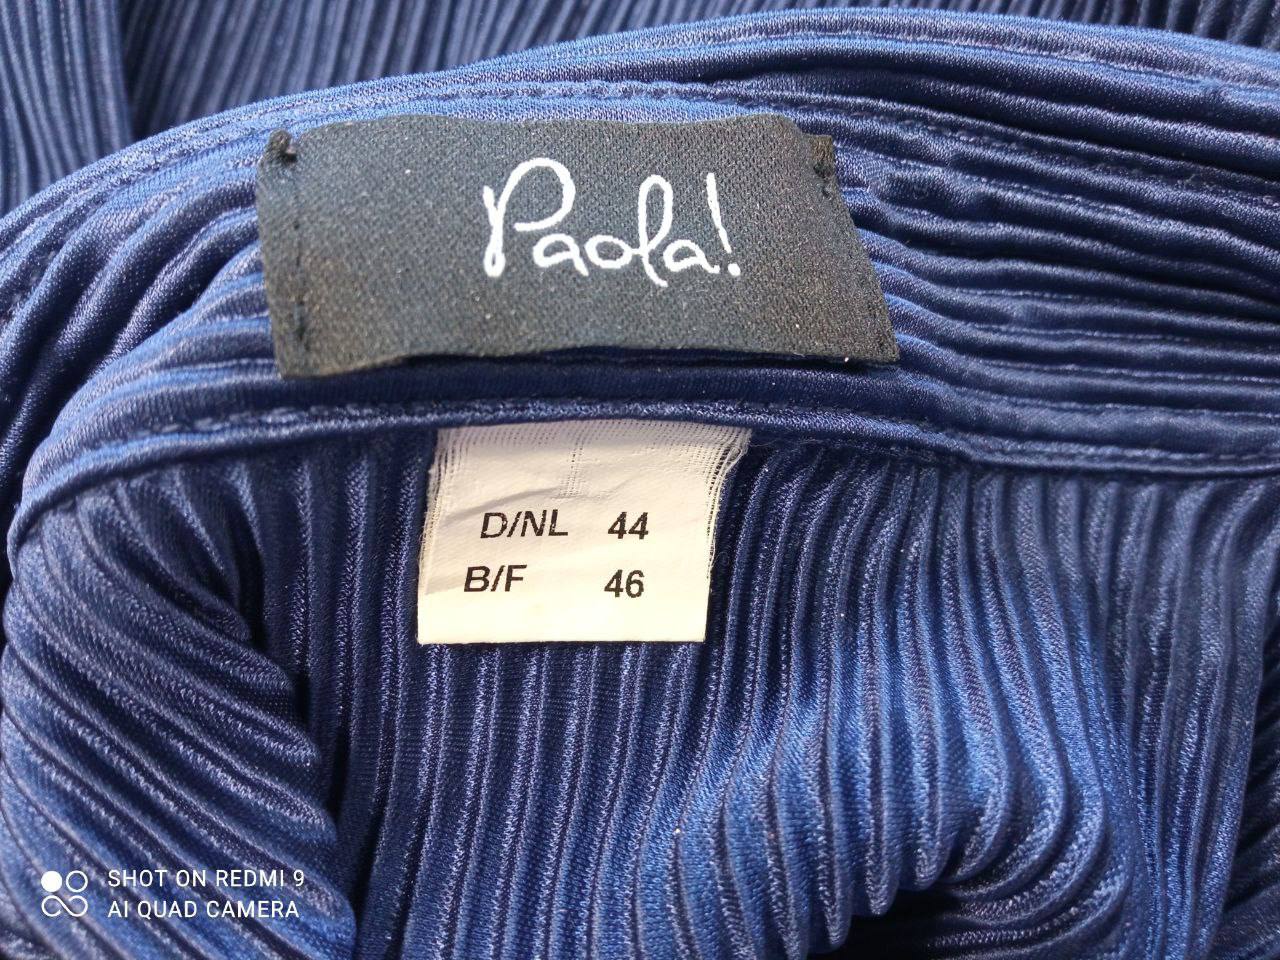 Paola!
D/NL 44
B/F 46
SHOT ON REDMI 9
AI QUAD CAMERA